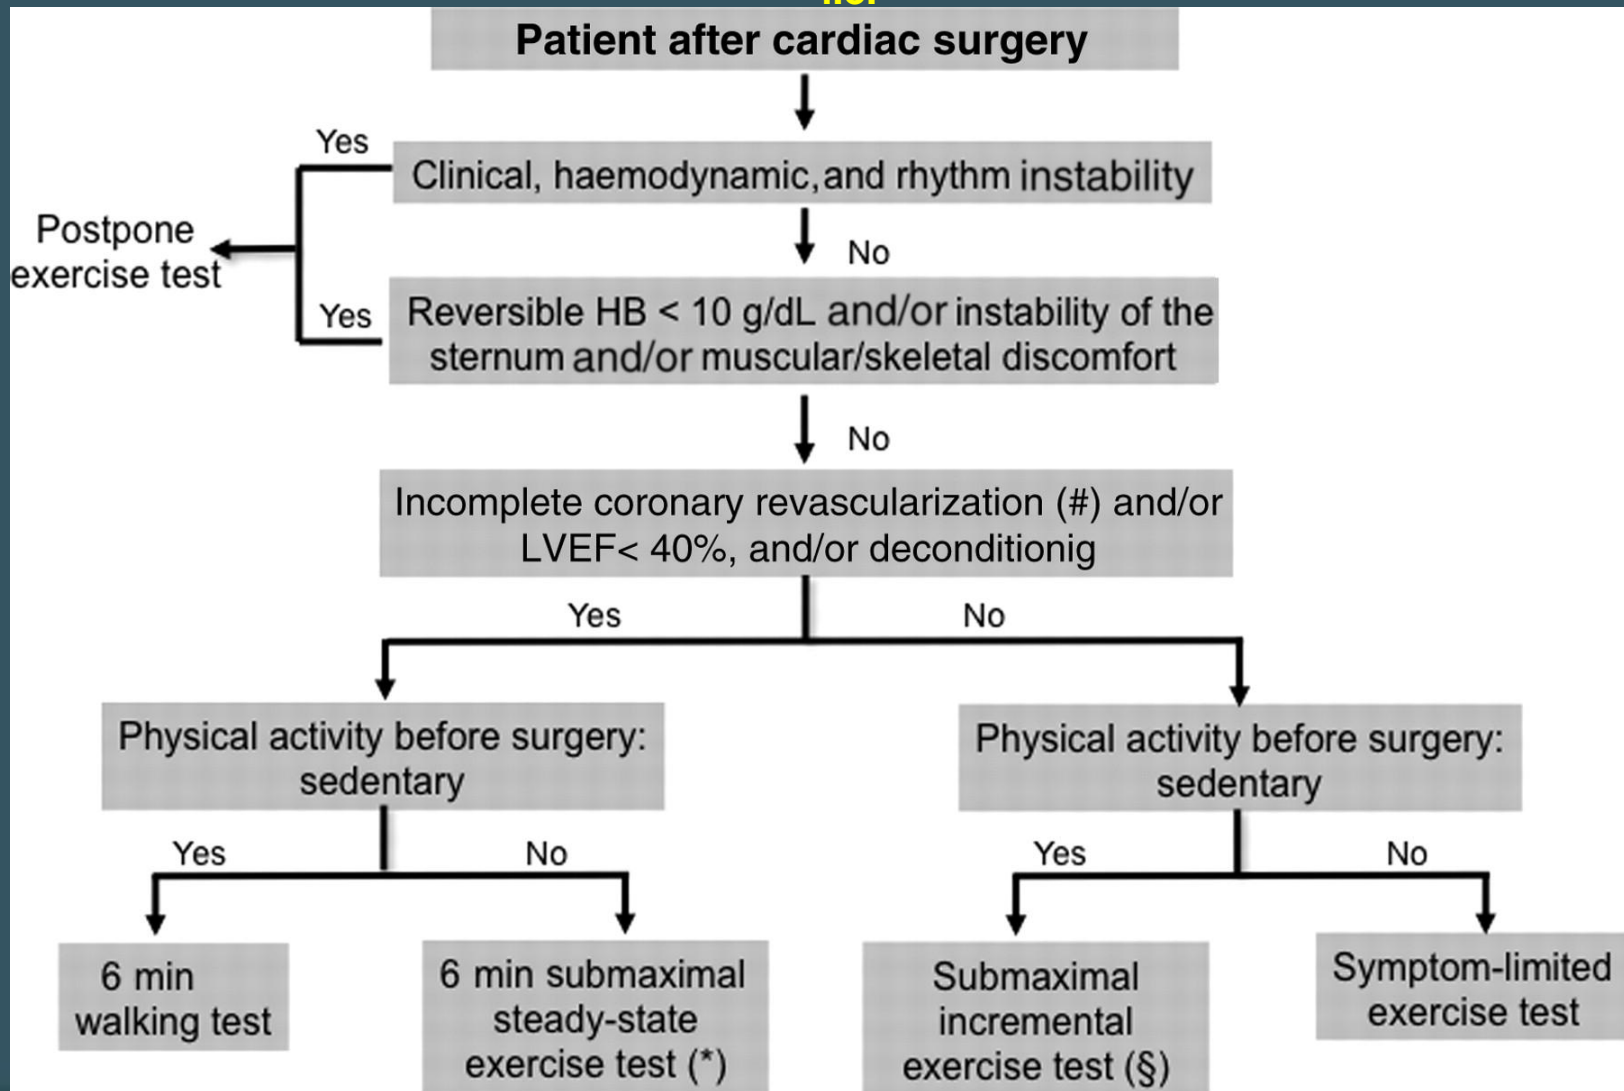 Patient after cardiac surgery
Yes
Clinical, haemodynamic,and rhythm instability
Postpone
exercise test
No
Yes
Reversible HB < 10 g/dL and/or instability of the
sternum and/or muscular/skeletal discomfort
No
Incomplete coronary revascularization (#) and/or
LVEF< 40%, and/or deconditionig
Yes
No
Physical activity before surgery:
sedentary
Physical activity before surgery:
sedentary
Yes
No
Yes
No
6 min
walking test
6 min submaximal
steady-state
exercise test (*)
Submaximal
incremental
exercise test (§)
Symptom-limited
exercise test